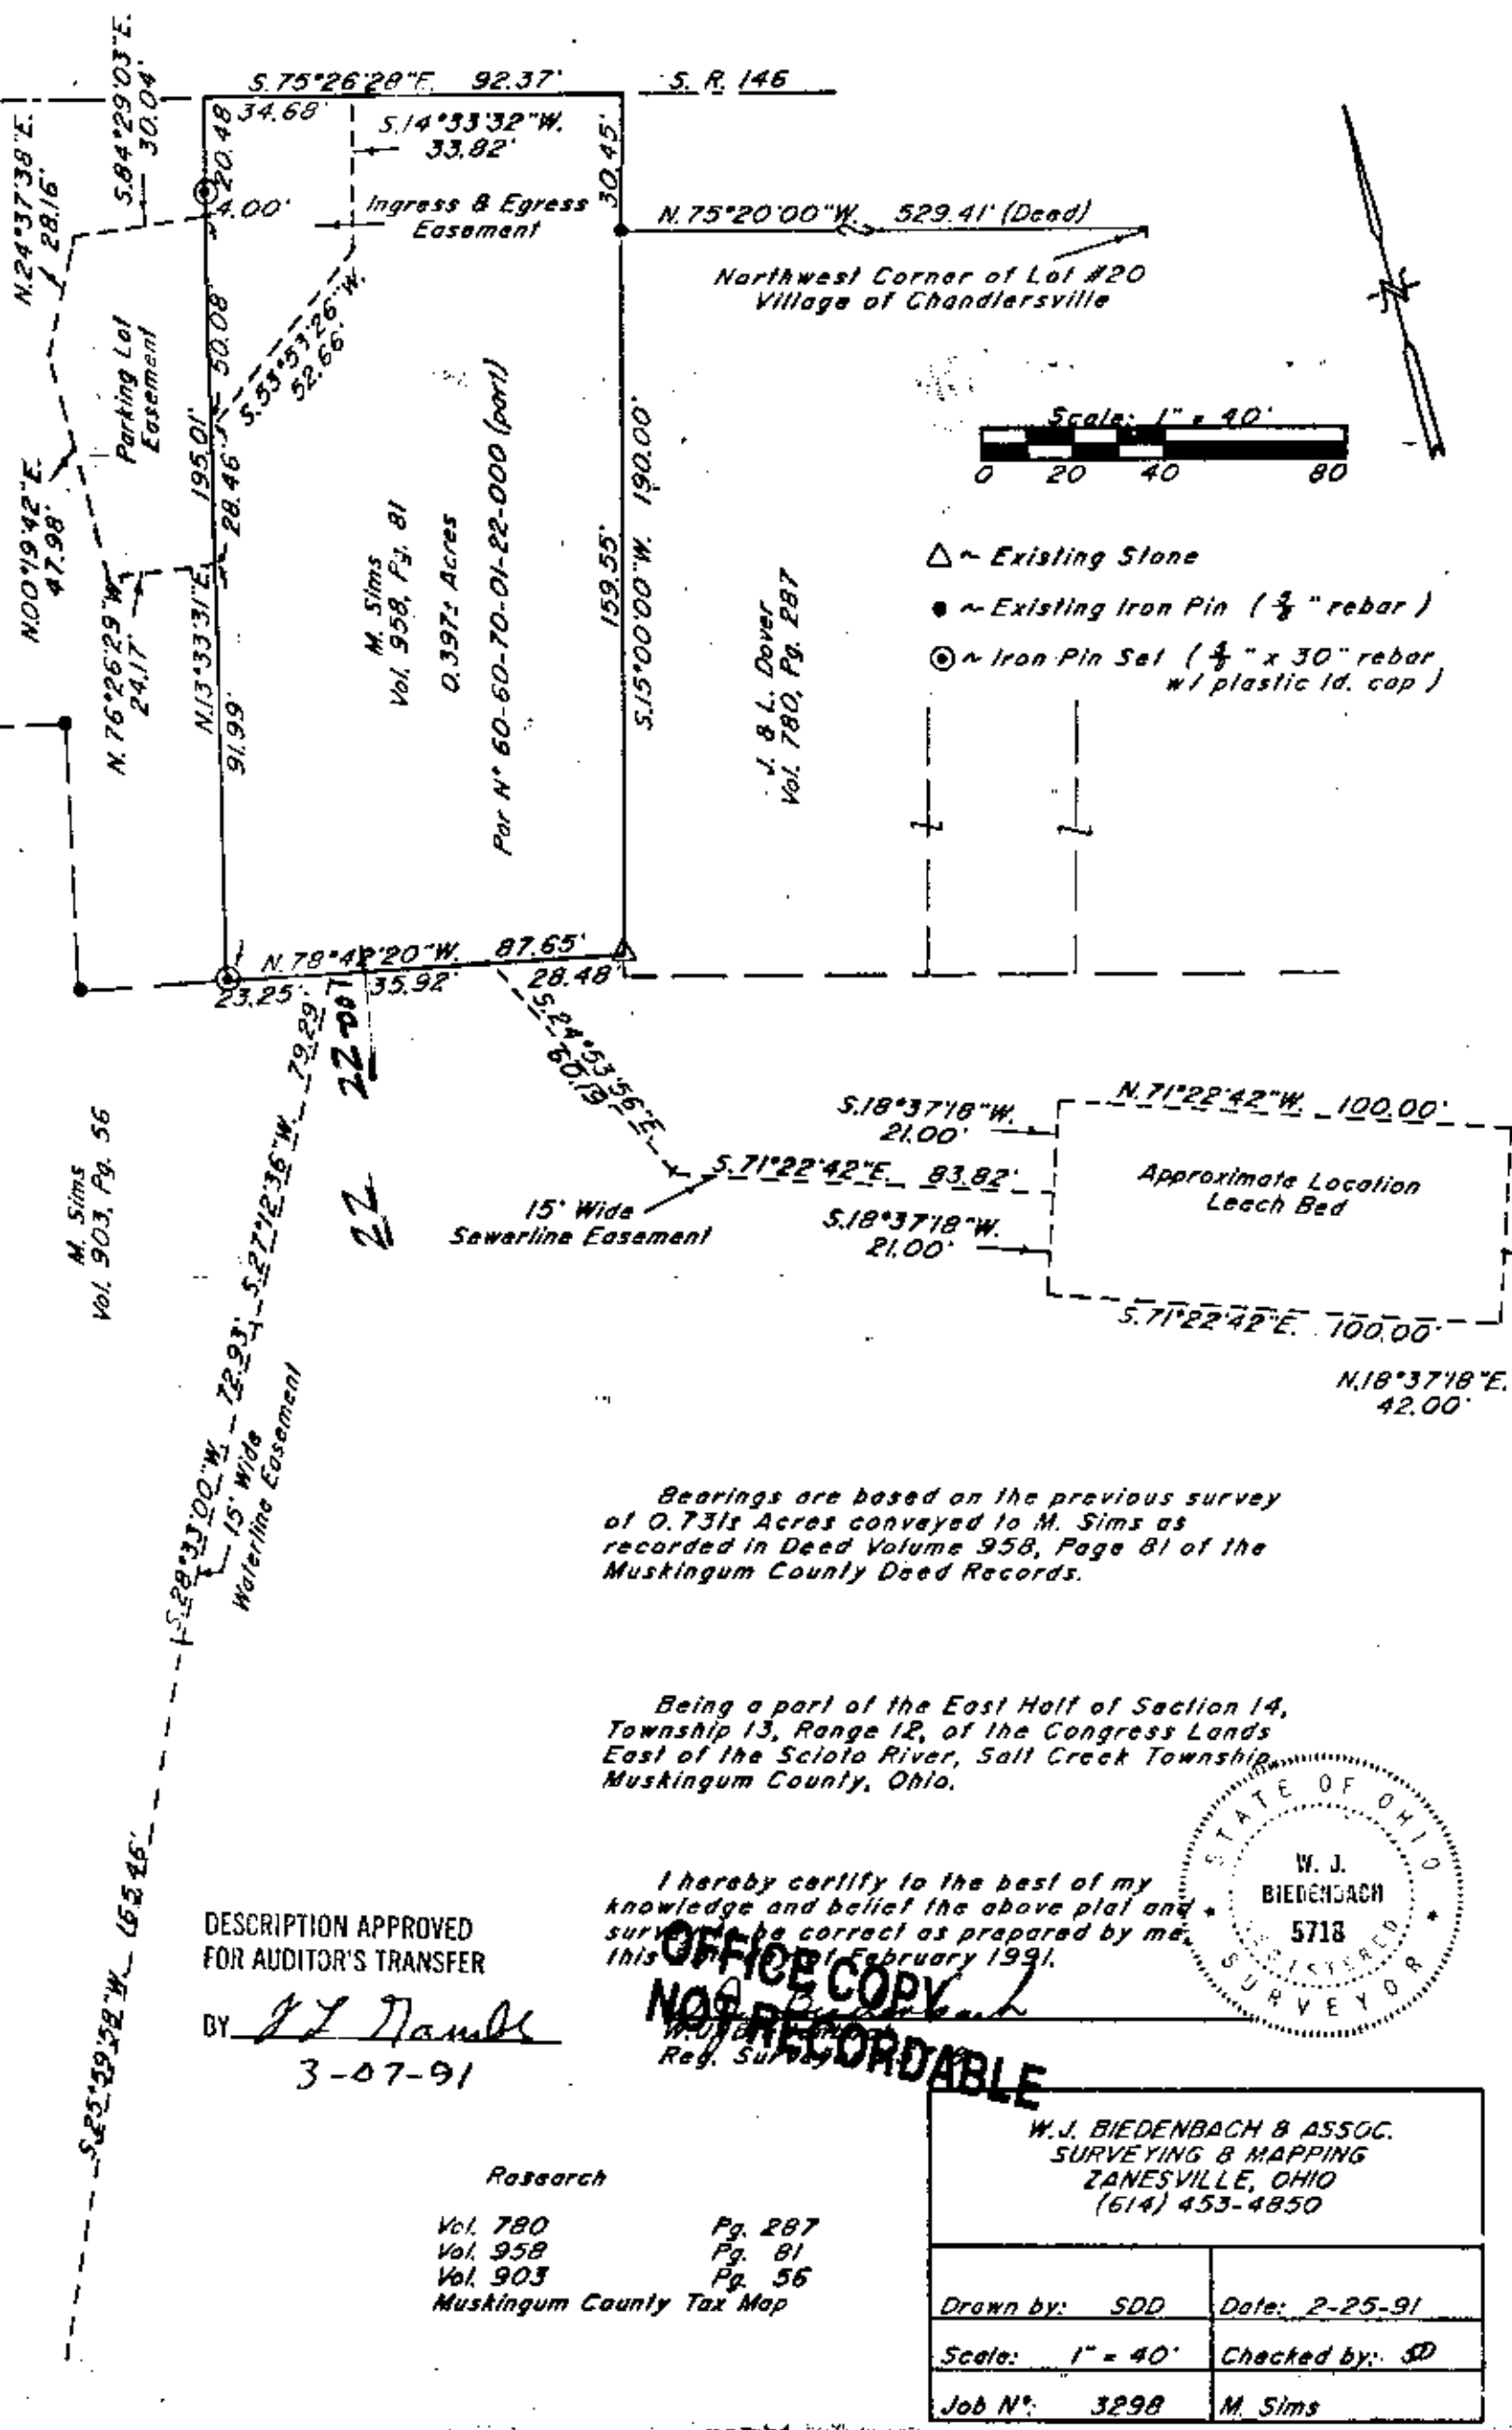 S. 75°26'28"E. 92.37'
S. R. 146
34.68'
S.84°29'03"E.
30.04'
N.24°37'38"E.
28.16'
20.48'
S.14°33'32"W.
33.82'
30.45'
4.00'
Ingress & Egress
Easement
N.75°20'00"W. 529.41' (Deed)
Northwest Corner of Lot #20
Village of Chandlersville
Parking Lot
Easement
50.08'
S.53°53'26"W.
52.66'
195.01'
28.46'
N.00°19'42"E.
47.98'
N.76°26'29"W.
24.17'
N.13°33'31"E.
91.99'
M. Sims
Vol. 958, Pg. 81
0.397± Acres
Par Nº 60-60-70-01-22-000 (part)
159.55'
S.15°00'00"W. 190.00'
J. & L. Dover
Vol. 780, Pg. 287
Scale: 1" = 40'
0 20 40 80
~ Existing Stone
~ Existing Iron Pin ( " rebar )
~ Iron Pin Set ( " x 30" rebar
w/ plastic id. cap )
N.78°42'20"W. 87.65'
23.25' 35.92' 28.48'
22-007
22
79.29'
S.27°12'36"W.
72.93'
S.28°33'00"W.
15' Wide
Waterline Easement
165.46'
S.25°59'58"W.
M. Sims
Vol. 903, Pg. 56
S.24°53'56"E.
60.19'
S.71°22'42"E. 83.82'
15' Wide
Sewerline Easement
S.18°37'18"W.
21.00'
S.18°37'18"W.
21.00'
N.71°22'42"W. 100.00'
Approximate Location
Leech Bed
S.71°22'42"E. 100.00'
N.18°37'18"E.
42.00'
Bearings are based on the previous survey
of 0.731± Acres conveyed to M. Sims as
recorded in Deed Volume 958, Page 81 of the
Muskingum County Deed Records.
Being a part of the East Half of Section 14,
Township 13, Range 12, of the Congress Lands
East of the Scioto River, Salt Creek Township,
Muskingum County, Ohio.
I hereby certify to the best of my
knowledge and belief the above plat and
be correct as prepared by me,
this February 1991.
Reg.
OFFICE COPY
NOT RECORDABLE
STATE OF OHIO
W. J.
BIEDENBACH
5718
REGISTERED
SURVEYOR
DESCRIPTION APPROVED
FOR AUDITOR'S TRANSFER
BY
3-07-91
Research
Vol. 780 Pg. 287
Vol. 958 Pg. 81
Vol. 903 Pg. 56
Muskingum County Tax Map
W.J. BIEDENBACH & ASSOC.
SURVEYING & MAPPING
ZANESVILLE, OHIO
(614) 453-4850
Drawn by: SDD
Date: 2-25-91
Scale: 1" = 40'
Checked by: SD
Job Nº: 3298
M. Sims